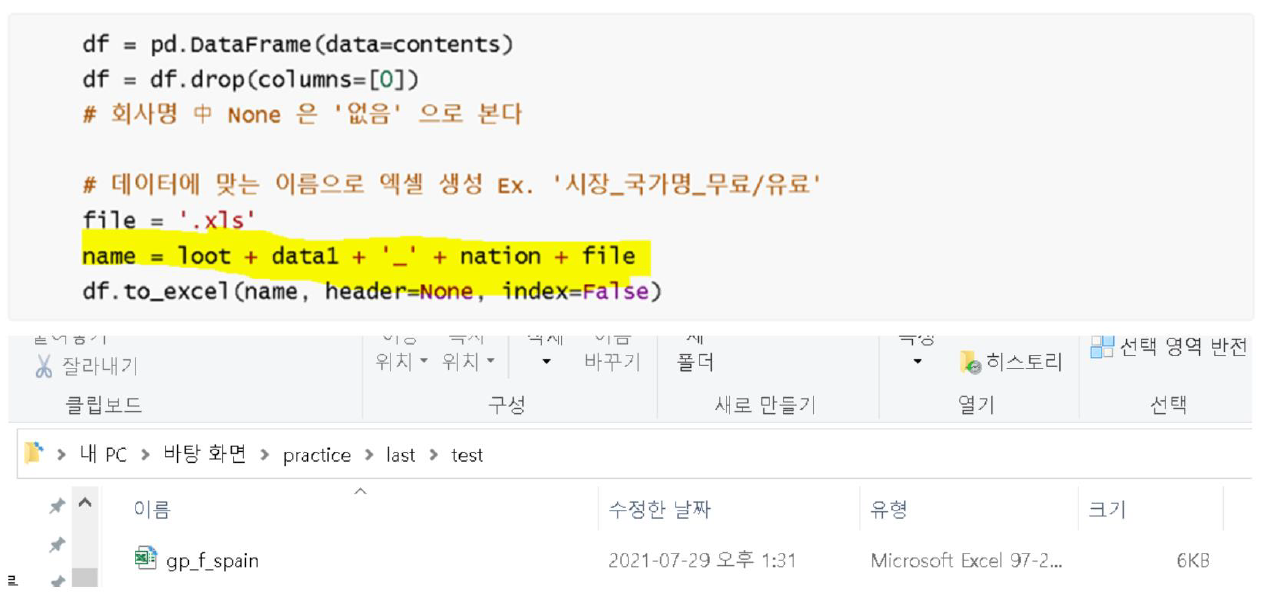 df = pd.DataFrame(data=contents)
df = df.drop(columns=[0])
# 회사명 中 None 은 '없음' 으로 본다
# 데이터에 맞는 이름으로 엑셀 생성 Ex. '시장_국가명_무료/유료'
file = '.xls'
name = loot + data1 + '_' + nation + file
df.to_excel(name, header=None, index=False)
잘라내기 위치 위치 바꾸기 폴더 히스토리 선택 영역 반전
클립보드 구성 새로 만들기 열기 선택
내 PC > 바탕 화면 > practice > last > test
이름 수정한 날짜 유형 크기
gp_f_spain 2021-07-29 오후 1:31 Microsoft Excel 97-2... 6KB